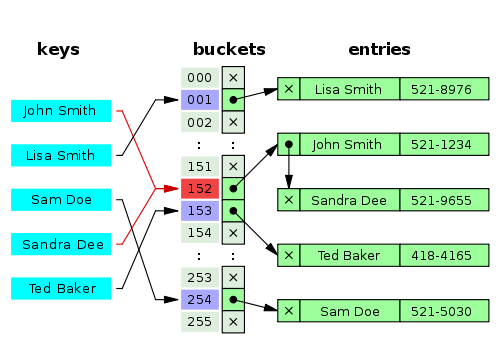 keys
buckets
entries
John Smith
Lisa Smith
Sam Doe
Sandra Dee
Ted Baker
000 ×
001
002 ×
: :
151 ×
152
153
154 ×
: :
253 ×
254
255 ×
× Lisa Smith 521-8976
John Smith 521-1234
× Sandra Dee 521-9655
× Ted Baker 418-4165
× Sam Doe 521-5030